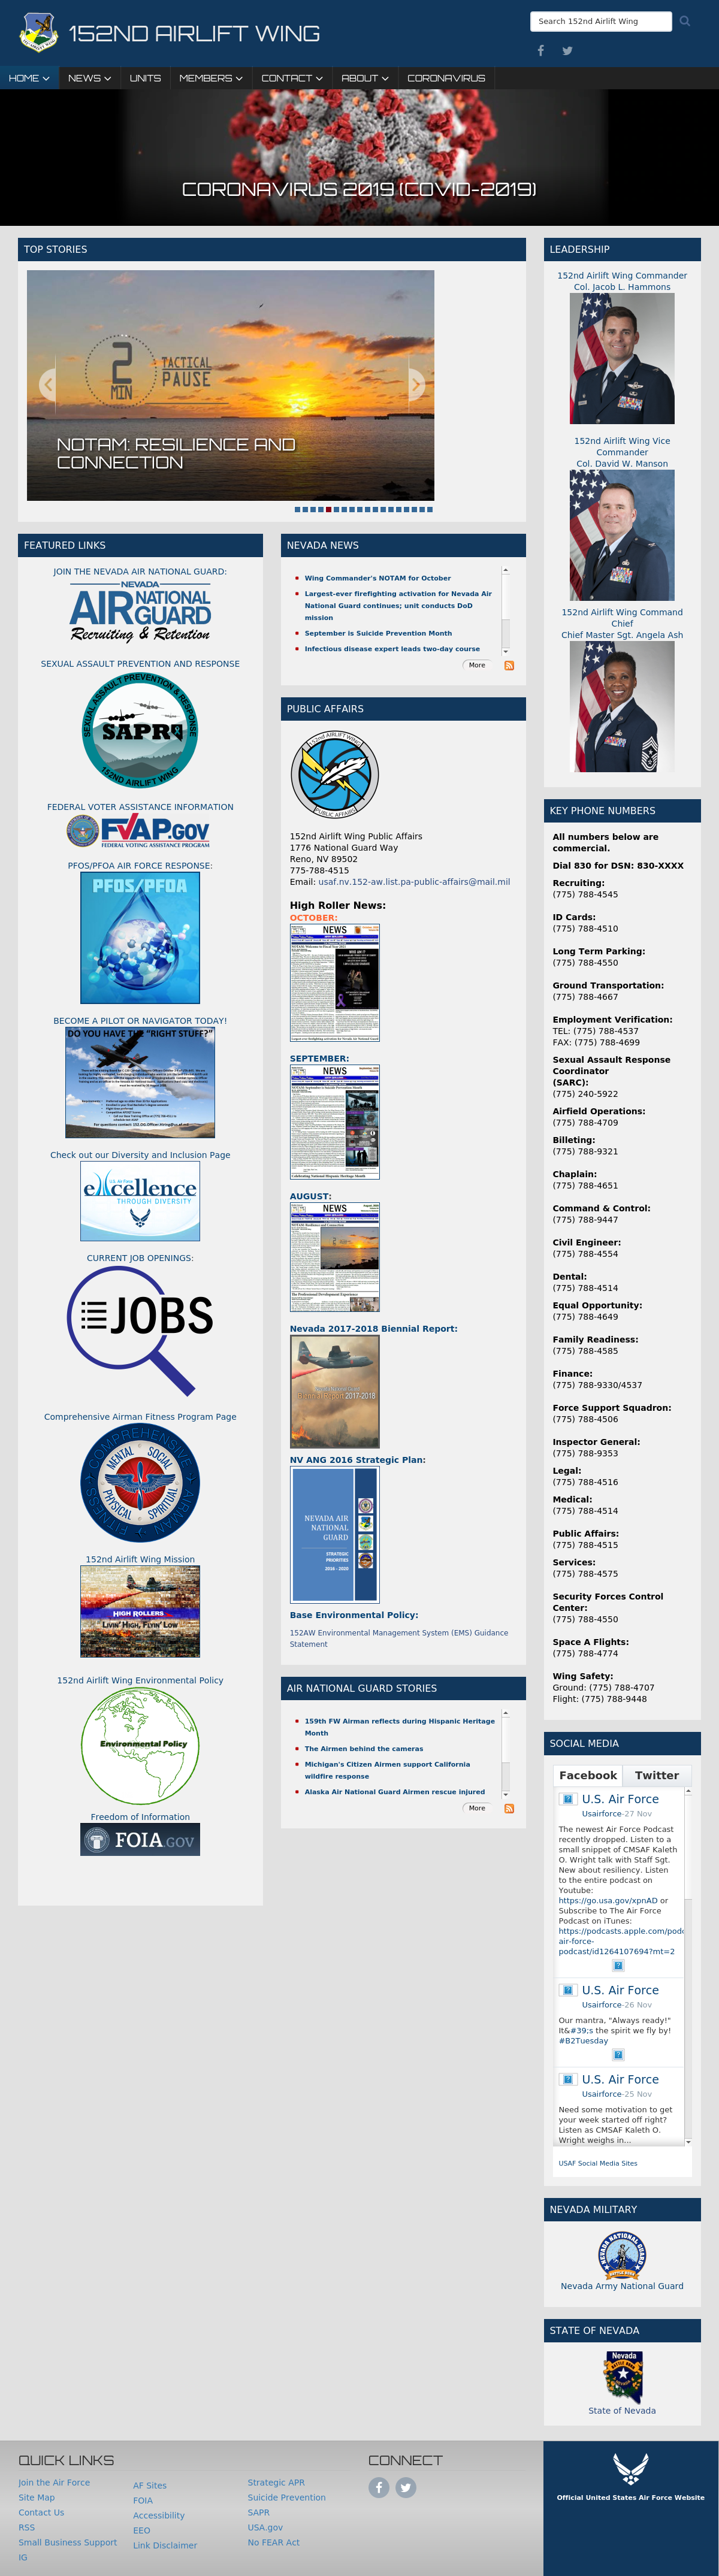 152ND AIRLIFT WING
Search 152nd Airlift Wing
HOME
NEWS
UNITS
MEMBERS
CONTACT
ABOUT
CORONAVIRUS
CORONAVIRUS 2019 (COVID-2019)
TOP STORIES
2 MIN TACTICAL PAUSE
NOTAM: RESILIENCE AND
CONNECTION
FEATURED LINKS
JOIN THE NEVADA AIR NATIONAL GUARD:
NEVADA
AIR NATIONAL GUARD
Recruiting & Retention
SEXUAL ASSAULT PREVENTION AND RESPONSE
SEXUAL ASSAULT PREVENTION AND RESPONSE
SAPR
152ND AIRLIFT WING
FEDERAL VOTER ASSISTANCE INFORMATION
FVAP.GOV
FEDERAL VOTING ASSISTANCE PROGRAM
PFOS/PFOA AIR FORCE RESPONSE:
PFOS/PFOA
BECOME A PILOT OR NAVIGATOR TODAY!
DO YOU HAVE THE "RIGHT STUFF?"
Check out our Diversity and Inclusion Page
U.S. Air Force
eXcellence
THROUGH DIVERSITY
CURRENT JOB OPENINGS:
JOBS
Comprehensive Airman Fitness Program Page
COMPREHENSIVE
MENTAL
PHYSICAL
SOCIAL
SPIRITUAL
AIRMAN FITNESS
152nd Airlift Wing Mission
HIGH ROLLERS
LIVIN' HIGH, FLYIN' LOW
152nd Airlift Wing Environmental Policy
Environmental Policy
Freedom of Information
FOIA.GOV
NEVADA NEWS
Wing Commander's NOTAM for October
Largest-ever firefighting activation for Nevada Air
National Guard continues; unit conducts DoD
mission
September is Suicide Prevention Month
Infectious disease expert leads two-day course
More
PUBLIC AFFAIRS
152nd AIRLIFT WING
PUBLIC AFFAIRS
152nd Airlift Wing Public Affairs
1776 National Guard Way
Reno, NV 89502
775-788-4515
Email: usaf.nv.152-aw.list.pa-public-affairs@mail.mil
High Roller News:
OCTOBER:
NEWS
SEPTEMBER:
NEWS
AUGUST:
NEWS
Nevada 2017-2018 Biennial Report:
Biennial Report 2017-2018
NV ANG 2016 Strategic Plan:
NEVADA AIR
NATIONAL
GUARD
STRATEGIC
PRIORITIES
2016 - 2020
Base Environmental Policy:
152AW Environmental Management System (EMS) Guidance
Statement
AIR NATIONAL GUARD STORIES
159th FW Airman reflects during Hispanic Heritage
Month
The Airmen behind the cameras
Michigan's Citizen Airmen support California
wildfire response
Alaska Air National Guard Airmen rescue injured
More
LEADERSHIP
152nd Airlift Wing Commander
Col. Jacob L. Hammons
152nd Airlift Wing Vice
Commander
Col. David W. Manson
152nd Airlift Wing Command
Chief
Chief Master Sgt. Angela Ash
KEY PHONE NUMBERS
All numbers below are
commercial.
Dial 830 for DSN: 830-XXXX
Recruiting:
(775) 788-4545
ID Cards:
(775) 788-4510
Long Term Parking:
(775) 788-4550
Ground Transportation:
(775) 788-4667
Employment Verification:
TEL: (775) 788-4537
FAX: (775) 788-4699
Sexual Assault Response
Coordinator
(SARC):
(775) 240-5922
Airfield Operations:
(775) 788-4709
Billeting:
(775) 788-9321
Chaplain:
(775) 788-4651
Command & Control:
(775) 788-9447
Civil Engineer:
(775) 788-4554
Dental:
(775) 788-4514
Equal Opportunity:
(775) 788-4649
Family Readiness:
(775) 788-4585
Finance:
(775) 788-9330/4537
Force Support Squadron:
(775) 788-4506
Inspector General:
(775) 788-9353
Legal:
(775) 788-4516
Medical:
(775) 788-4514
Public Affairs:
(775) 788-4515
Services:
(775) 788-4575
Security Forces Control
Center:
(775) 788-4550
Space A Flights:
(775) 788-4774
Wing Safety:
Ground: (775) 788-4707
Flight: (775) 788-9448
SOCIAL MEDIA
Facebook
Twitter
U.S. Air Force
Usairforce-27 Nov
The newest Air Force Podcast
recently dropped. Listen to a
small snippet of CMSAF Kaleth
O. Wright talk with Staff Sgt.
New about resiliency. Listen
to the entire podcast on
Youtube:
https://go.usa.gov/xpnAD or
Subscribe to The Air Force
Podcast on iTunes:
https://podcasts.apple.com/podc
air-force-
podcast/id1264107694?mt=2
U.S. Air Force
Usairforce-26 Nov
Our mantra, "Always ready!"
It&#39;s the spirit we fly by!
#B2Tuesday
U.S. Air Force
Usairforce-25 Nov
Need some motivation to get
your week started off right?
Listen as CMSAF Kaleth O.
Wright weighs in...
USAF Social Media Sites
NEVADA MILITARY
NEVADA NATIONAL GUARD
BATTLE BORN
Nevada Army National Guard
STATE OF NEVADA
Nevada
BATTLE BORN
State of Nevada
QUICK LINKS
Join the Air Force
Site Map
Contact Us
RSS
Small Business Support
IG
AF Sites
FOIA
Accessibility
EEO
Link Disclaimer
Strategic APR
Suicide Prevention
SAPR
USA.gov
No FEAR Act
CONNECT
Official United States Air Force Website